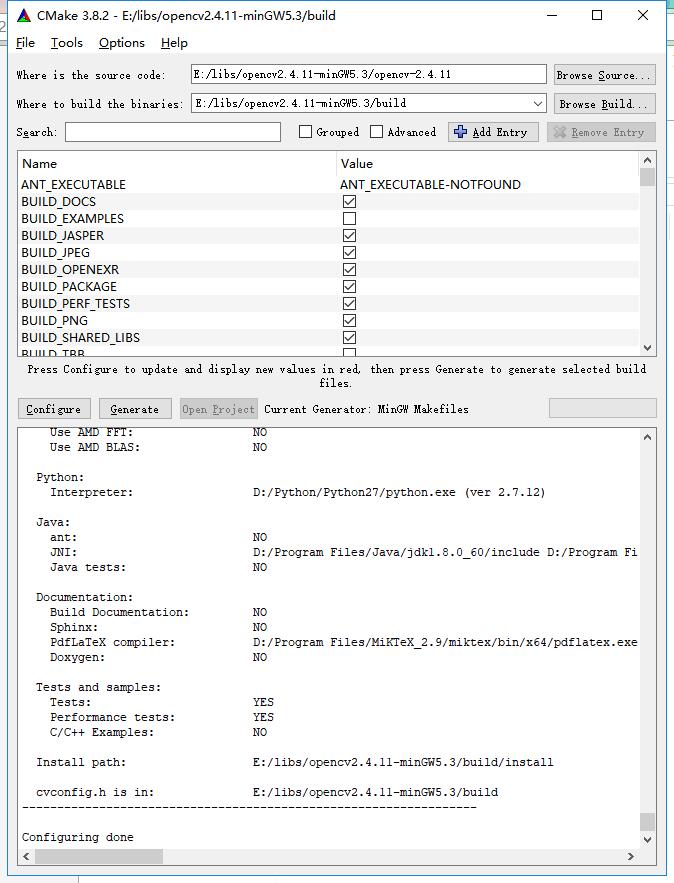 CMake 3.8.2 - E:/libs/opencv2.4.11-minGW5.3/build
File Tools Options Help
Where is the source code: E:/libs/opencv2.4.11-minGW5.3/opencv-2.4.11 Browse Source...
Where to build the binaries: E:/libs/opencv2.4.11-minGW5.3/build Browse Build...
Search: Grouped Advanced Add Entry Remove Entry
Name Value
ANT_EXECUTABLE ANT_EXECUTABLE-NOTFOUND
BUILD_DOCS
BUILD_EXAMPLES
BUILD_JASPER
BUILD_JPEG
BUILD_OPENEXR
BUILD_PACKAGE
BUILD_PERF_TESTS
BUILD_PNG
BUILD_SHARED_LIBS
BUILD_TBB
Press Configure to update and display new values in red, then press Generate to generate selected build
files.
Configure Generate Open Project Current Generator: MinGW Makefiles
Use AMD FFT: NO
Use AMD BLAS: NO
Python:
Interpreter: D:/Python/Python27/python.exe (ver 2.7.12)
Java:
ant: NO
JNI: D:/Program Files/Java/jdk1.8.0_60/include D:/Program Fi
Java tests: NO
Documentation:
Build Documentation: NO
Sphinx: NO
PdfLaTeX compiler: D:/Program Files/MiKTeX_2.9/miktex/bin/x64/pdflatex.exe
Doxygen: NO
Tests and samples:
Tests: YES
Performance tests: YES
C/C++ Examples: NO
Install path: E:/libs/opencv2.4.11-minGW5.3/build/install
cvconfig.h is in: E:/libs/opencv2.4.11-minGW5.3/build
-----------------------------------------------------------------
Configuring done